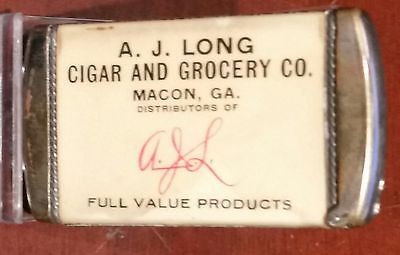 A. J. LONG
CIGAR AND GROCERY CO.
MACON, GA.
DISTRIBUTORS OF
A.J.L.
FULL VALUE PRODUCTS